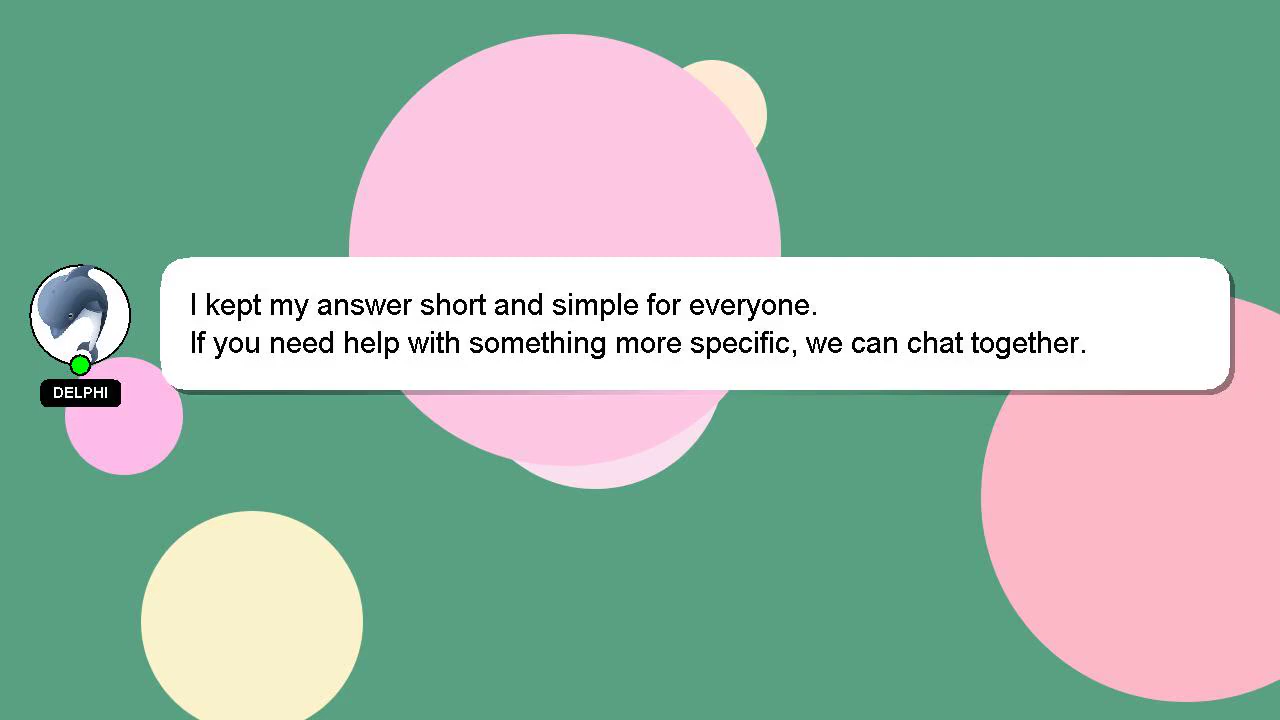 I kept my answer short and simple for everyone.
If you need help with something more specific, we can chat together.
DELPHI